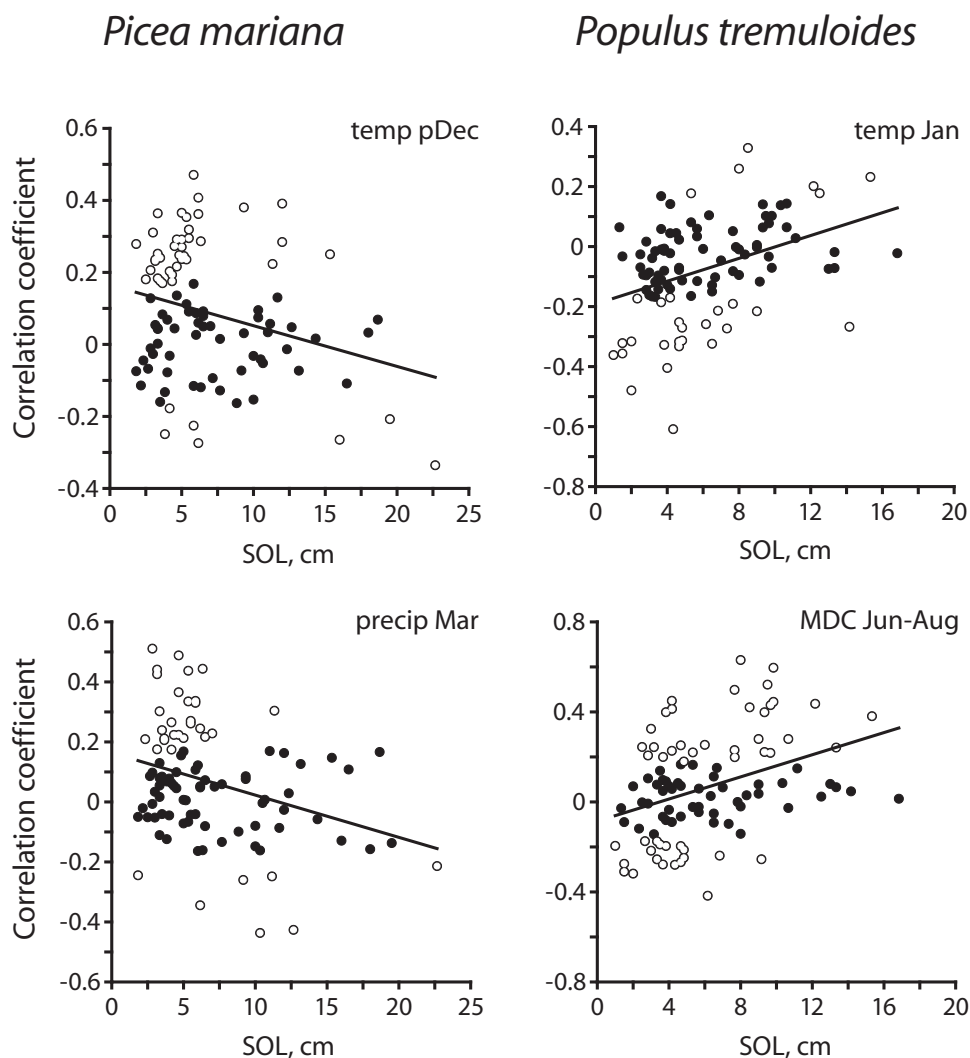 Picea mariana
Populus tremuloides
temp pDec
Correlation coefficient
0.6
0.4
0.2
0
-0.2
-0.4
0 5 10 15 20 25
SOL, cm
temp Jan
0.4
0.2
0
-0.2
-0.4
-0.6
-0.8
0 4 8 12 16 20
SOL, cm
precip Mar
Correlation coefficient
0.6
0.4
0.2
0
-0.2
-0.4
-0.6
0 5 10 15 20 25
SOL, cm
MDC Jun-Aug
0.8
0.4
0
-0.4
-0.8
0 4 8 12 16 20
SOL, cm